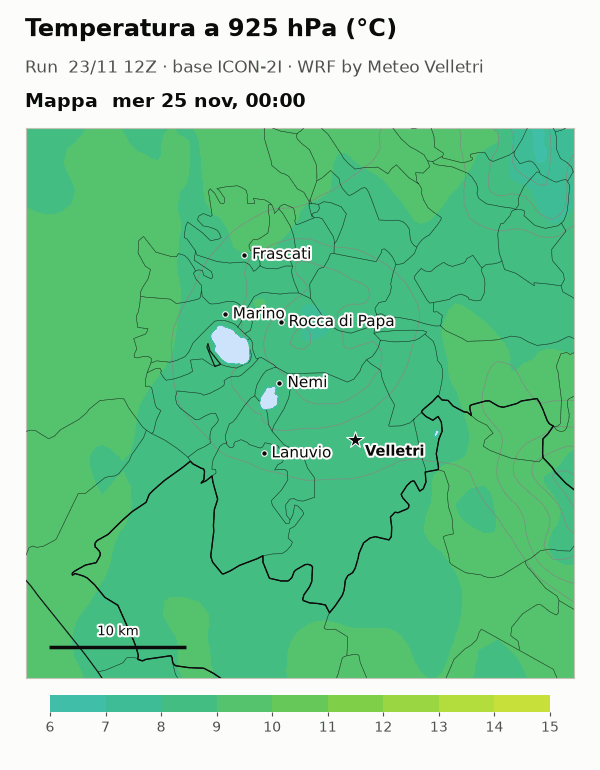 Temperatura a 925 hPa (°C)
Run  23/11 12Z · base ICON-2I · WRF by Meteo Velletri
Mappa  mer 25 nov, 00:00
Frascati
Marino
Rocca di Papa
Nemi
Velletri
Lanuvio
10 km
6 7 8 9 10 11 12 13 14 15